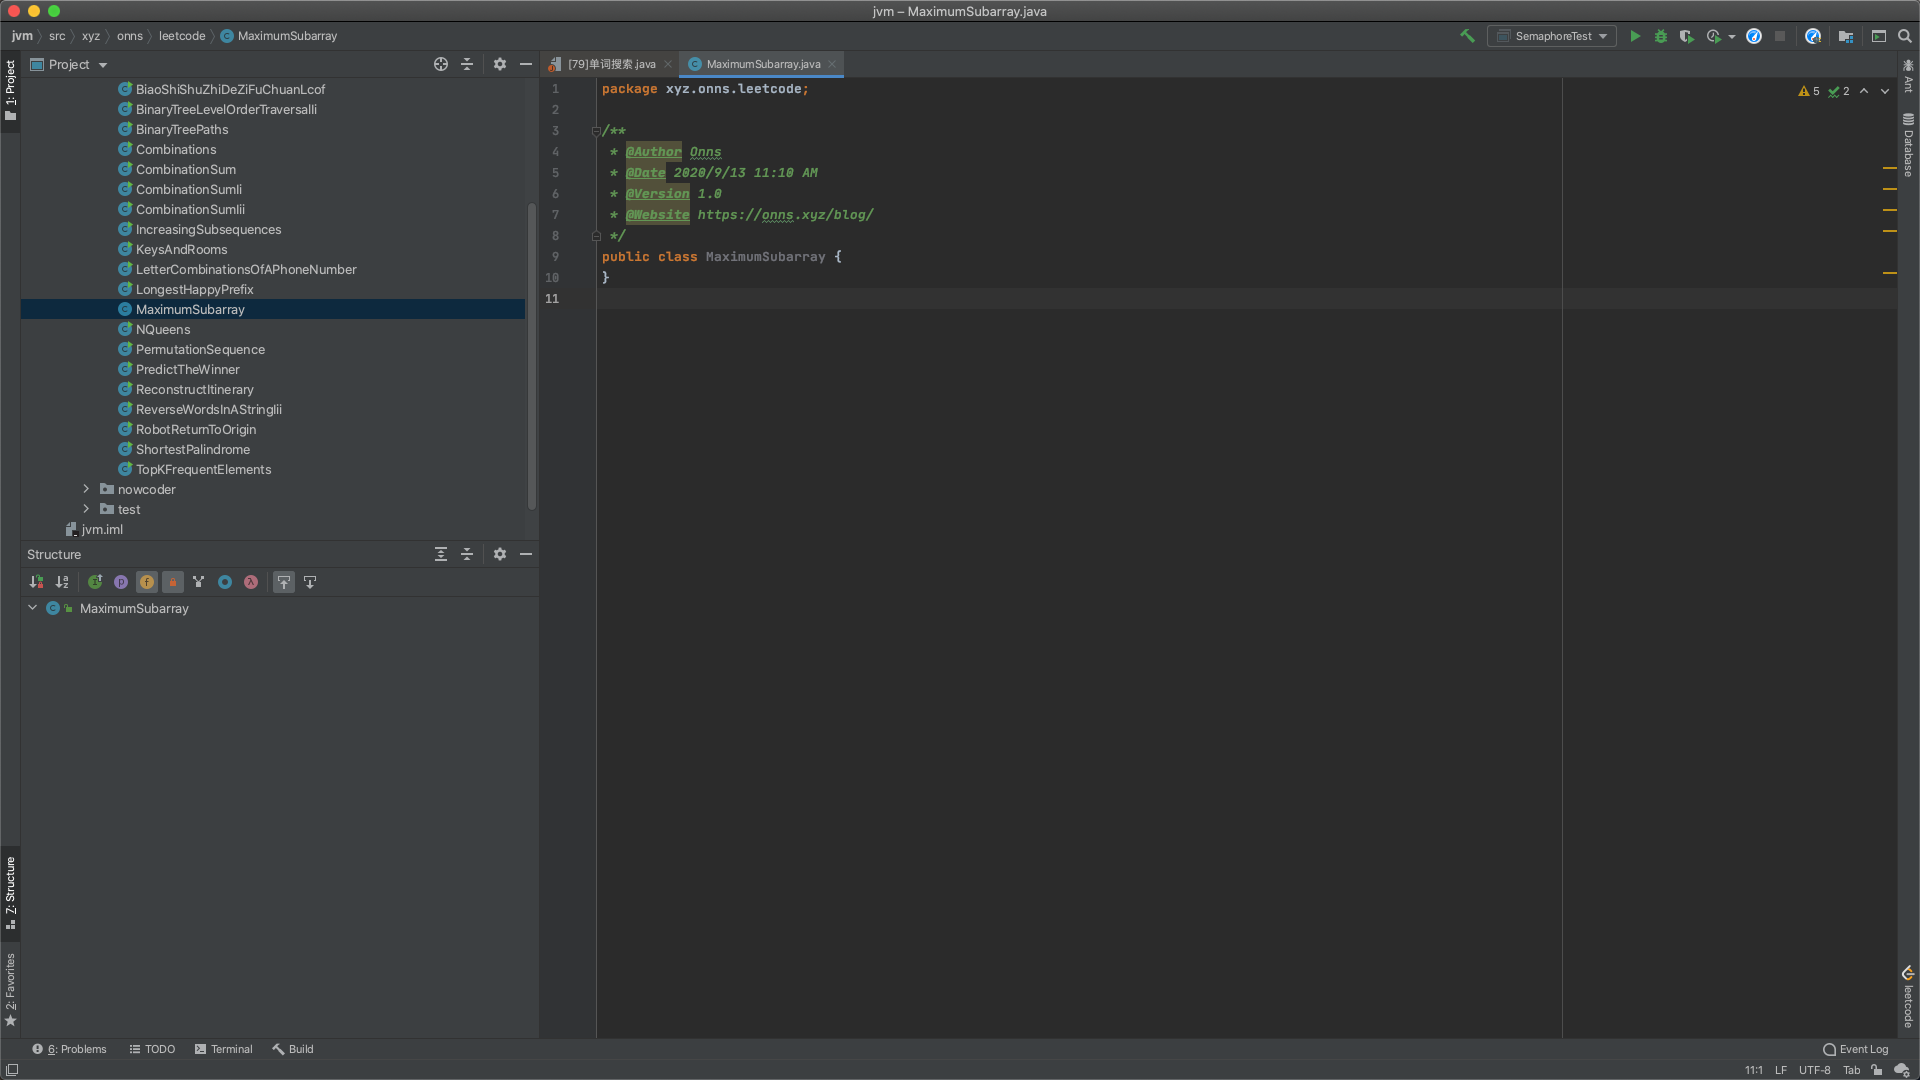 jvm – MaximumSubarray.java
jvm src xyz onns leetcode MaximumSubarray
SemaphoreTest
1: Project
Project
BiaoShiShuZhiDeZiFuChuanLcof
BinaryTreeLevelOrderTraversalIi
BinaryTreePaths
Combinations
CombinationSum
CombinationSumIi
CombinationSumIii
IncreasingSubsequences
KeysAndRooms
LetterCombinationsOfAPhoneNumber
LongestHappyPrefix
MaximumSubarray
NQueens
PermutationSequence
PredictTheWinner
ReconstructItinerary
ReverseWordsInAStringIii
RobotReturnToOrigin
ShortestPalindrome
TopKFrequentElements
nowcoder
test
jvm.iml
Structure
MaximumSubarray
Z: Structure
2: Favorites
[79]单词搜索.java
MaximumSubarray.java
1 package xyz.onns.leetcode;
2
3 /**
4 * @Author Onns
5 * @Date 2020/9/13 11:10 AM
6 * @Version 1.0
7 * @Website https://onns.xyz/blog/
8 */
9 public class MaximumSubarray {
10 }
11
5 2
Ant
Database
leetcode
6: Problems TODO Terminal Build
Event Log
11:1 LF UTF-8 Tab